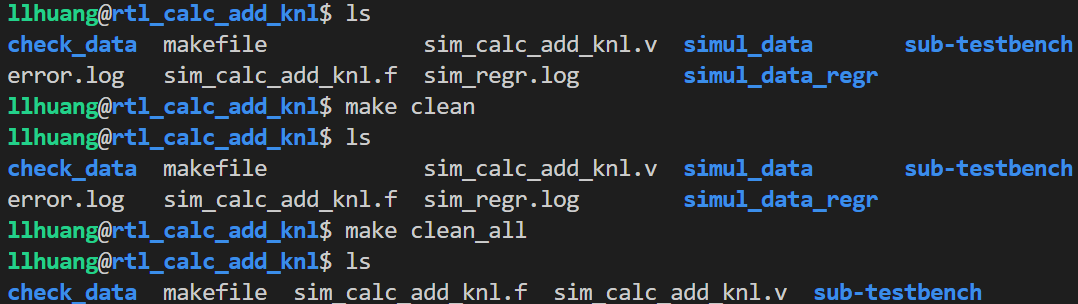 llhuang@rtl_calc_add_knl$ ls
check_data  makefile            sim_calc_add_knl.v  simul_data       sub-testbench
error.log   sim_calc_add_knl.f  sim_regr.log        simul_data_regr
llhuang@rtl_calc_add_knl$ make clean
llhuang@rtl_calc_add_knl$ ls
check_data  makefile            sim_calc_add_knl.v  simul_data       sub-testbench
error.log   sim_calc_add_knl.f  sim_regr.log        simul_data_regr
llhuang@rtl_calc_add_knl$ make clean_all
llhuang@rtl_calc_add_knl$ ls
check_data  makefile  sim_calc_add_knl.f  sim_calc_add_knl.v  sub-testbench